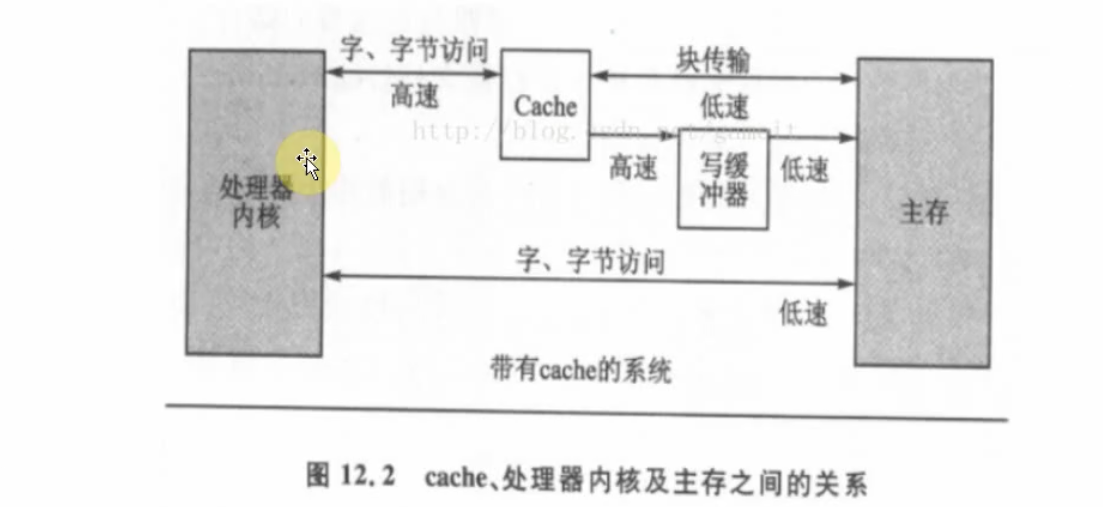 字、字节访问
高速
Cache
块传输
低速
http://blog.csdn.net/gameit
高速
写缓
冲器
低速
处理器
内核
主存
字、字节访问
低速
带有cache的系统
图 12.2 cache、处理器内核及主存之间的关系